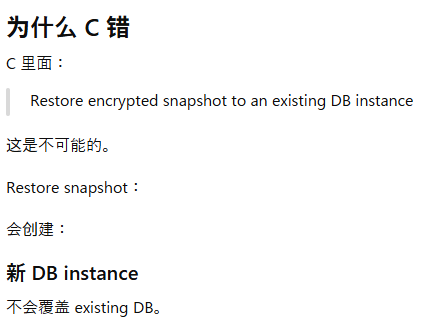 为什么 C 错
C 里面：
Restore encrypted snapshot to an existing DB instance
这是不可能的。
Restore snapshot：
会创建：
新 DB instance
不会覆盖 existing DB。